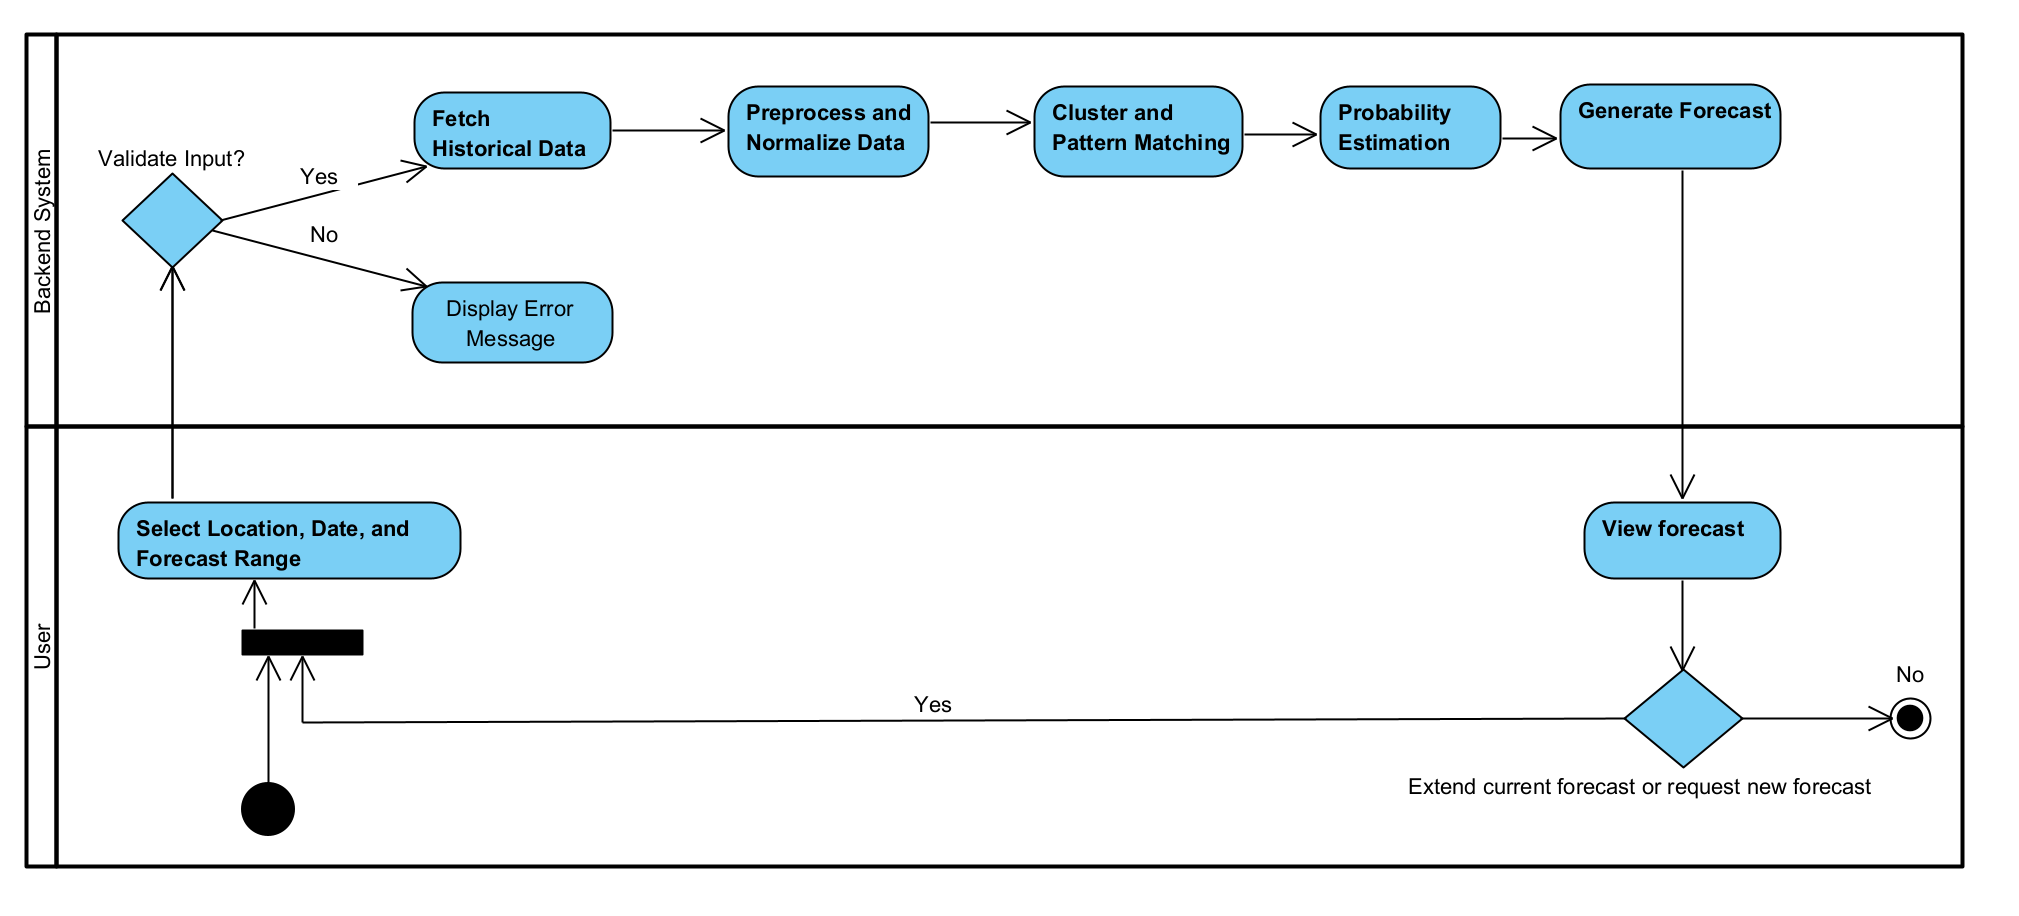 Backend System
Validate Input?
Yes
No
Fetch
Historical Data
Display Error
Message
Preprocess and
Normalize Data
Cluster and
Pattern Matching
Probability
Estimation
Generate Forecast
User
Select Location, Date, and
Forecast Range
View forecast
Yes
No
Extend current forecast or request new forecast